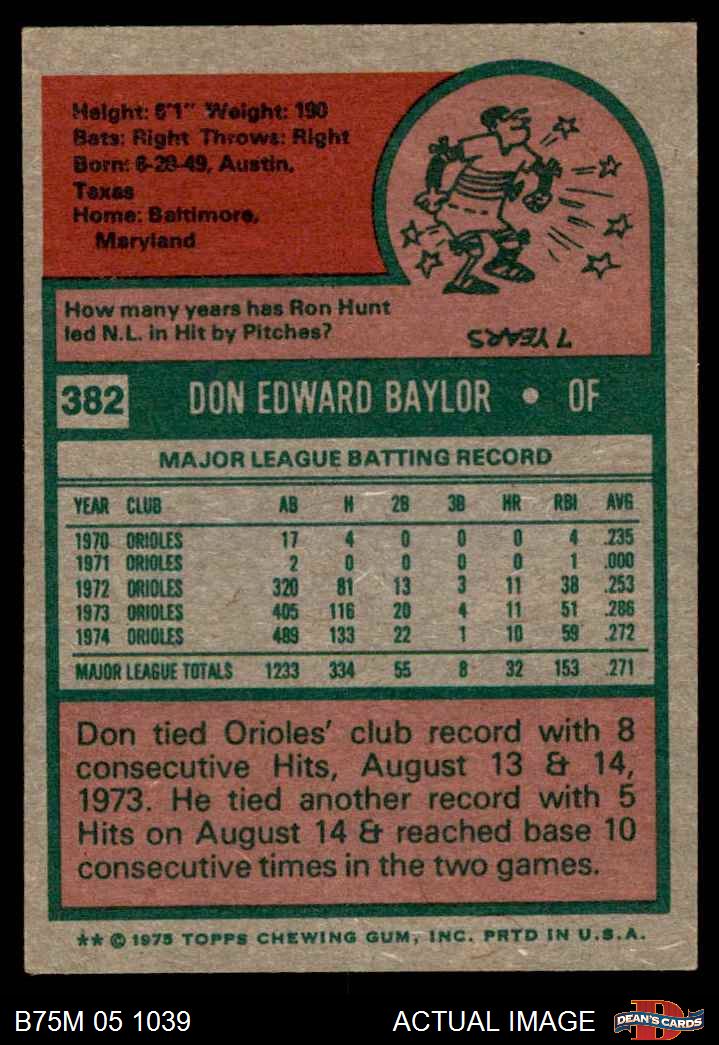 Height: 6'1" Weight: 190
Bats: Right Throws: Right
Born: 6-28-49, Austin,
Texas
Home: Baltimore,
Maryland
How many years has Ron Hunt
led N.L. in Hit by Pitches?
7 YEARS
382 DON EDWARD BAYLOR • OF
MAJOR LEAGUE BATTING RECORD
YEAR CLUB AB H 2B 3B HR RBI AVG
1970 ORIOLES 17 4 0 0 0 4 .235
1971 ORIOLES 2 0 0 0 0 1 .000
1972 ORIOLES 320 81 13 3 11 38 .253
1973 ORIOLES 405 116 20 4 11 51 .286
1974 ORIOLES 489 133 22 1 10 59 .272
MAJOR LEAGUE TOTALS 1233 334 55 8 32 153 .271
Don tied Orioles' club record with 8
consecutive Hits, August 13 & 14,
1973. He tied another record with 5
Hits on August 14 & reached base 10
consecutive times in the two games.
** © 1975 TOPPS CHEWING GUM, INC. PRTD IN U.S.A.
B75M 05 1039 ACTUAL IMAGE DEAN'S CARDS